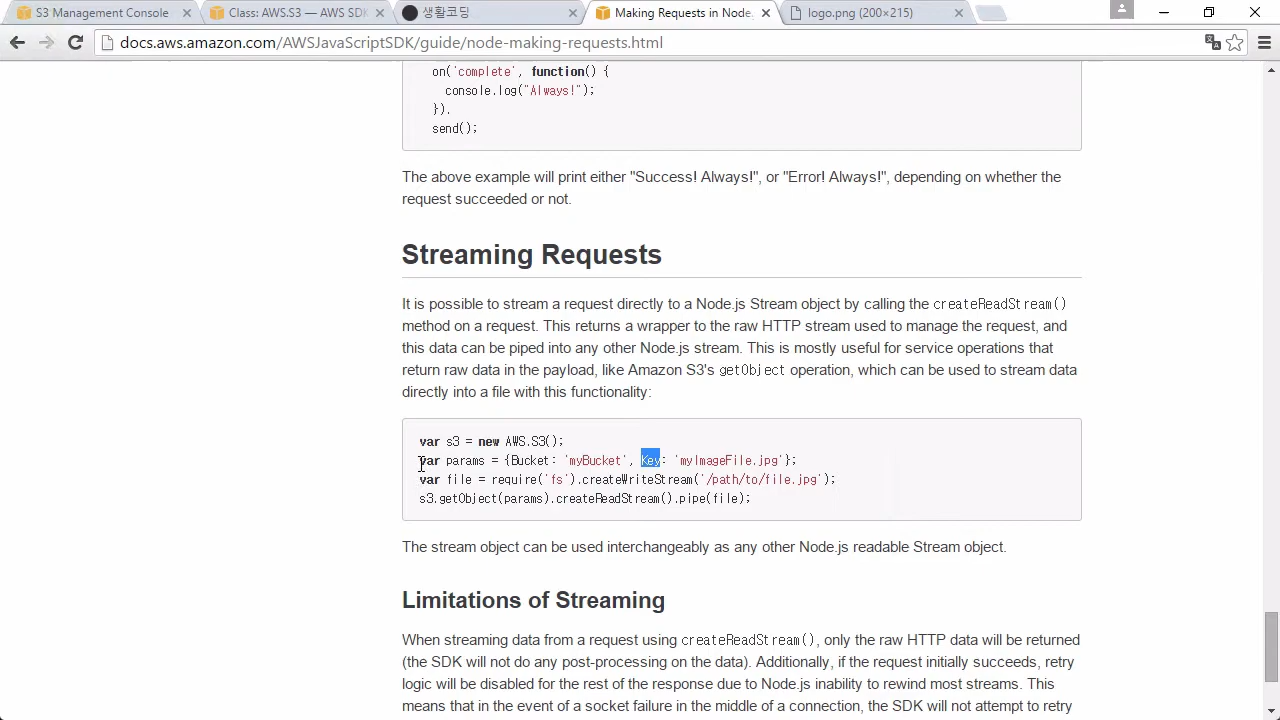 S3 Management Console
Class: AWS.S3 — AWS SDK
생활코딩
Making Requests in Node.
logo.png (200×215)
docs.aws.amazon.com/AWSJavaScriptSDK/guide/node-making-requests.html
on('complete', function() {
console.log("Always!");
}).
send();
The above example will print either "Success! Always!", or "Error! Always!", depending on whether the
request succeeded or not.
Streaming Requests
It is possible to stream a request directly to a Node.js Stream object by calling the createReadStream()
method on a request. This returns a wrapper to the raw HTTP stream used to manage the request, and
this data can be piped into any other Node.js stream. This is mostly useful for service operations that
return raw data in the payload, like Amazon S3's getObject operation, which can be used to stream data
directly into a file with this functionality:
var s3 = new AWS.S3();
var params = {Bucket: 'myBucket', Key: 'myImageFile.jpg'};
var file = require('fs').createWriteStream('/path/to/file.jpg');
s3.getObject(params).createReadStream().pipe(file);
The stream object can be used interchangeably as any other Node.js readable Stream object.
Limitations of Streaming
When streaming data from a request using createReadStream(), only the raw HTTP data will be returned
(the SDK will not do any post-processing on the data). Additionally, if the request initially succeeds, retry
logic will be disabled for the rest of the response due to Node.js inability to rewind most streams. This
means that in the event of a socket failure in the middle of a connection, the SDK will not attempt to retry